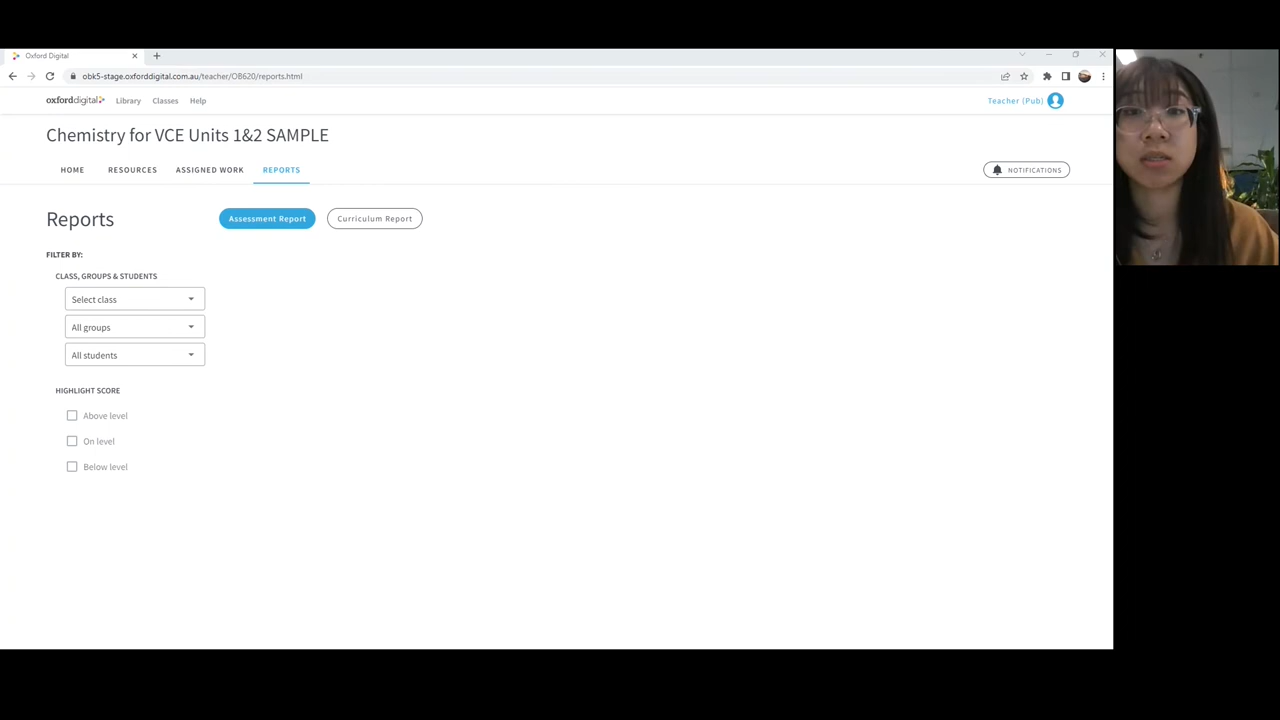 Oxford Digital
obk5-stage.oxforddigital.com.au/teacher/OB620/reports.html
oxforddigital Library Classes Help Teacher (Pub)
Chemistry for VCE Units 1&2 SAMPLE
HOME RESOURCES ASSIGNED WORK REPORTS NOTIFICATIONS
Reports Assessment Report Curriculum Report
FILTER BY:
CLASS, GROUPS & STUDENTS
Select class
All groups
All students
HIGHLIGHT SCORE
Above level
On level
Below level